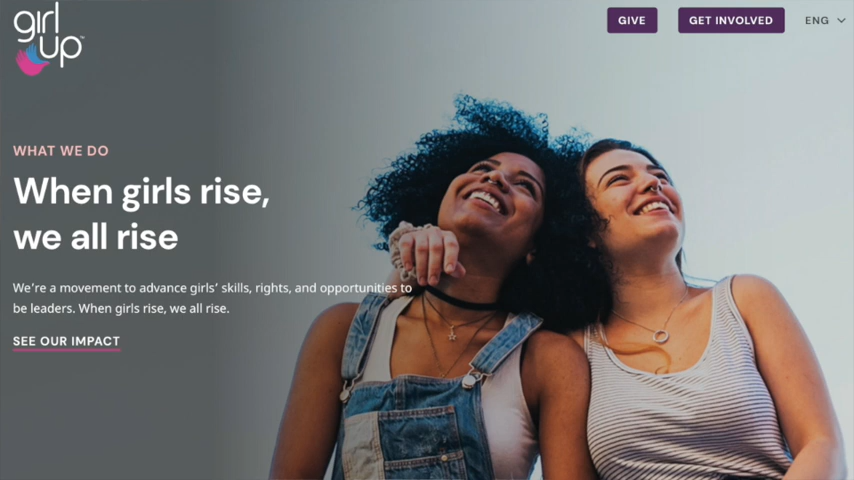 girl
up™
GIVE
GET INVOLVED
ENG
WHAT WE DO
When girls rise,
we all rise
We’re a movement to advance girls’ skills, rights, and opportunities to
be leaders. When girls rise, we all rise.
SEE OUR IMPACT